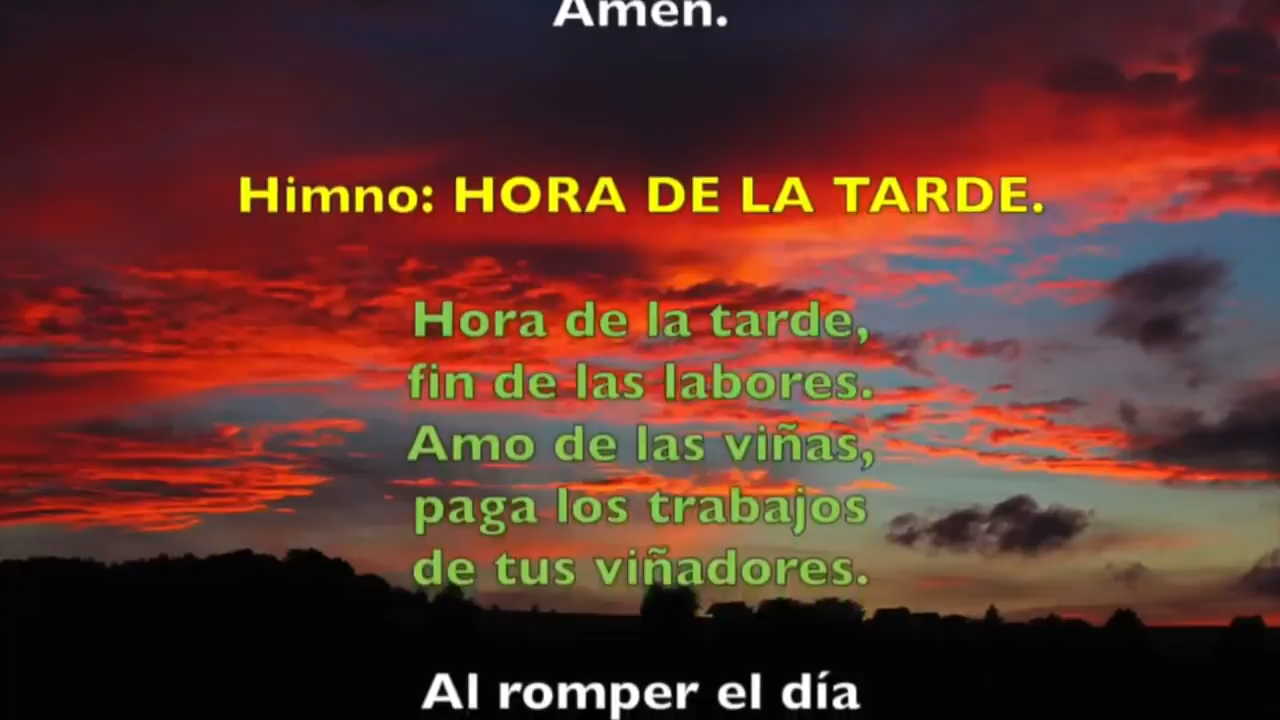 Amén.
Himno: HORA DE LA TARDE.
Hora de la tarde,
fin de las labores.
Amo de las viñas,
paga los trabajos
de tus viñadores.
Al romper el día